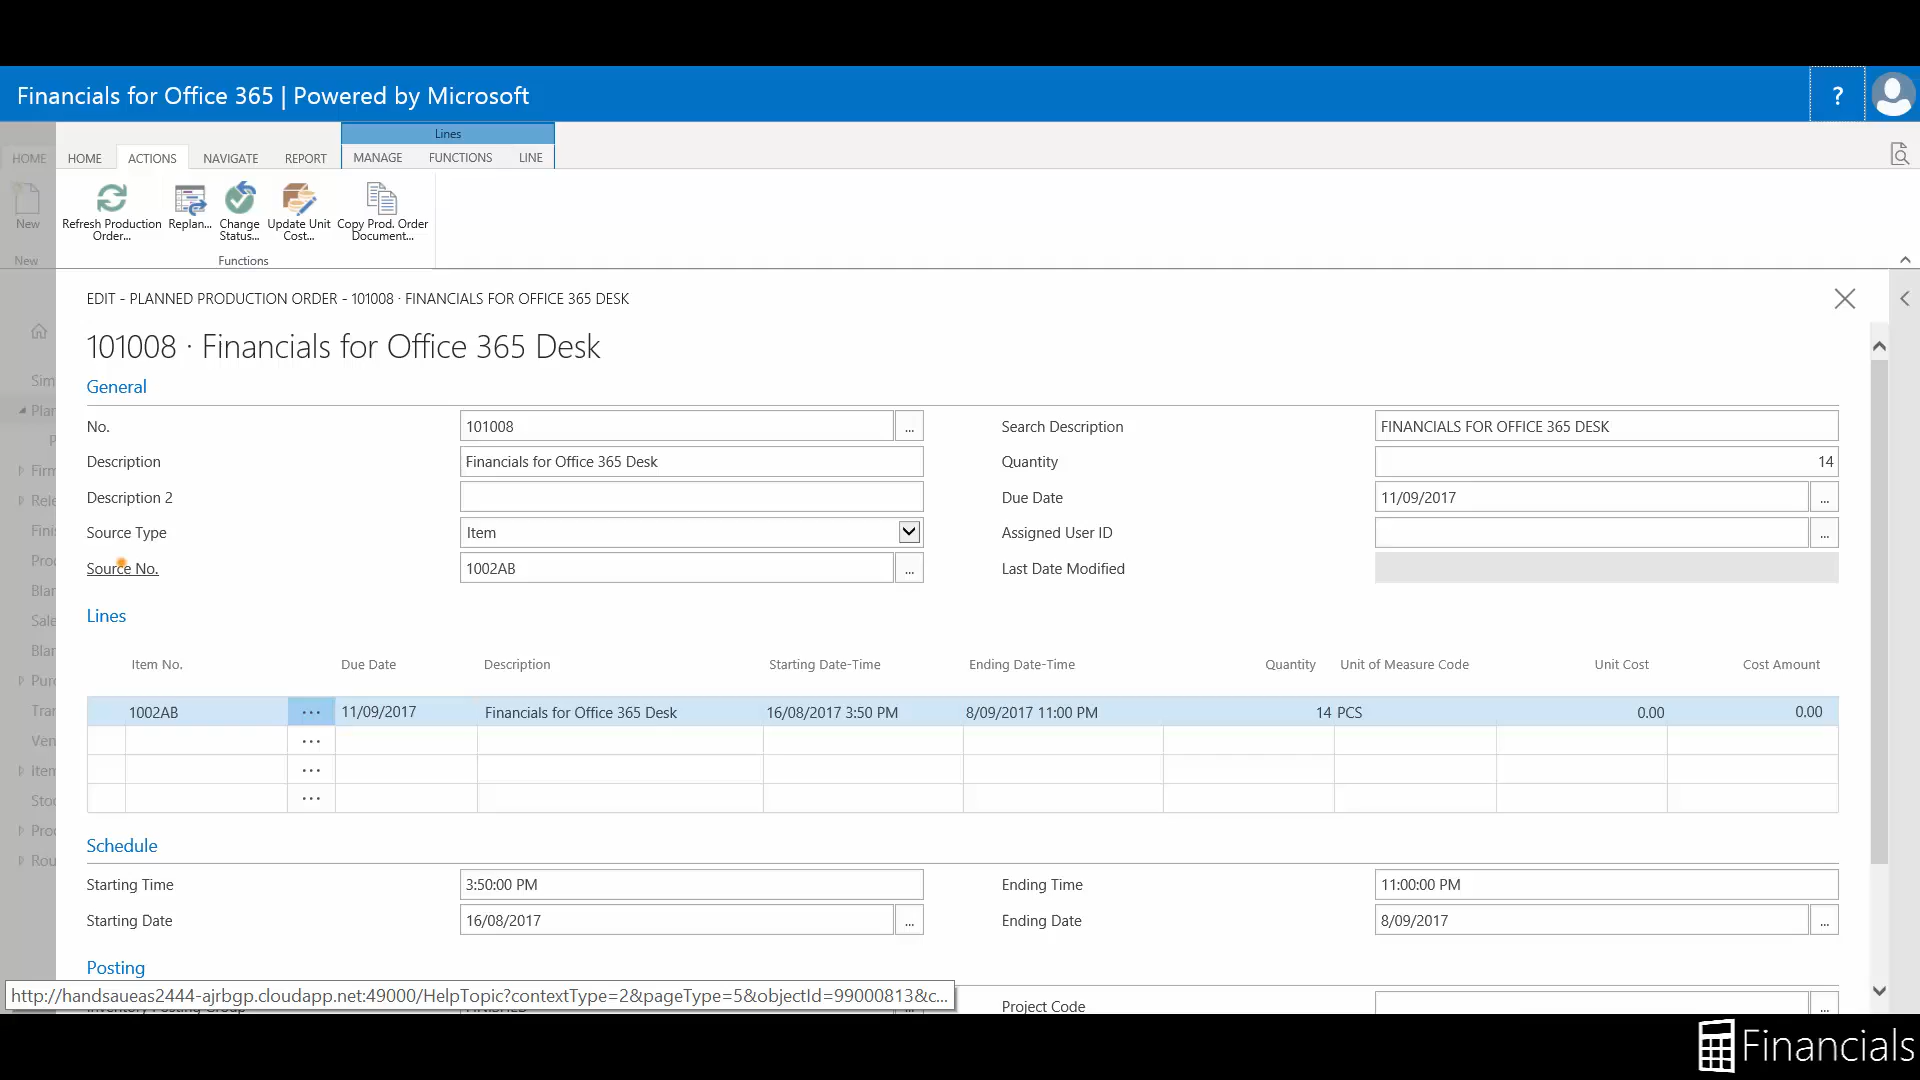 Financials for Office 365 | Powered by Microsoft
?
Lines
HOME HOME ACTIONS NAVIGATE REPORT MANAGE FUNCTIONS LINE
New Refresh Production Order... Replan... Change Status... Update Unit Cost... Copy Prod. Order Document...
New Functions
EDIT - PLANNED PRODUCTION ORDER - 101008 · FINANCIALS FOR OFFICE 365 DESK
101008 · Financials for Office 365 Desk
General
No. 101008 ... Search Description FINANCIALS FOR OFFICE 365 DESK
Description Financials for Office 365 Desk Quantity 14
Description 2 Due Date 11/09/2017 ...
Source Type Item Assigned User ID ...
Source No. 1002AB ... Last Date Modified
Lines
Item No. Due Date Description Starting Date-Time Ending Date-Time Quantity Unit of Measure Code Unit Cost Cost Amount
1002AB ... 11/09/2017 Financials for Office 365 Desk 16/08/2017 3:50 PM 8/09/2017 11:00 PM 14 PCS 0.00 0.00
...
...
...
Schedule
Starting Time 3:50:00 PM Ending Time 11:00:00 PM
Starting Date 16/08/2017 ... Ending Date 8/09/2017 ...
Posting
http://handsaueas2444-ajrbgp.cloudapp.net:49000/HelpTopic?contextType=2&pageType=5&objectId=99000813&c...
Project Code ...
Financials